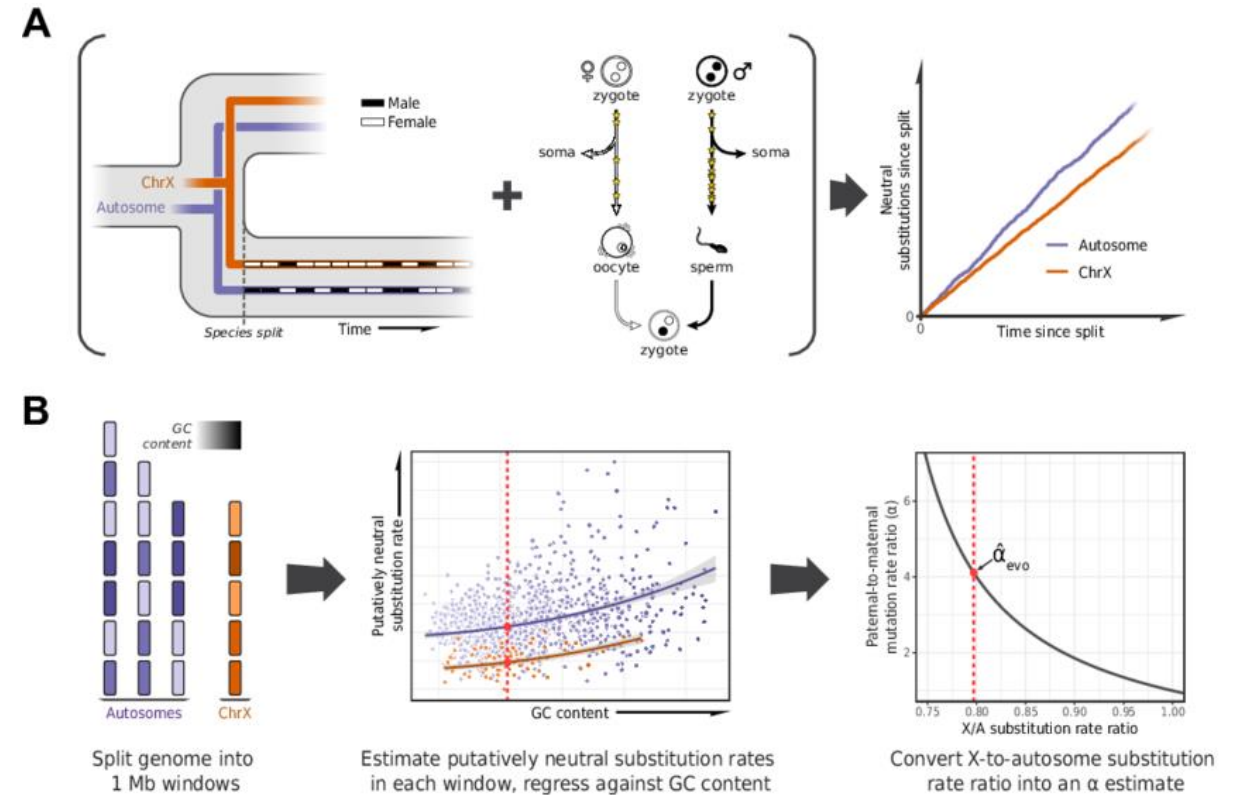 A
Male
Female
ChrX
Autosome
Species split
Time
♀
zygote
♂
zygote
soma
soma
oocyte
sperm
zygote
+
Neutral
substitutions since split
Autosome
ChrX
0
0
Time since split
B
GC
content
Autosomes
ChrX
Split genome into
1 Mb windows
Putatively neutral
substitution rate
GC content
Estimate putatively neutral substitution rates
in each window, regress against GC content
Paternal-to-maternal
mutation rate ratio (α)
6
4
2
α̂evo
0.75 0.80 0.85 0.90 0.95 1.00
X/A substitution rate ratio
Convert X-to-autosome substitution
rate ratio into an α estimate